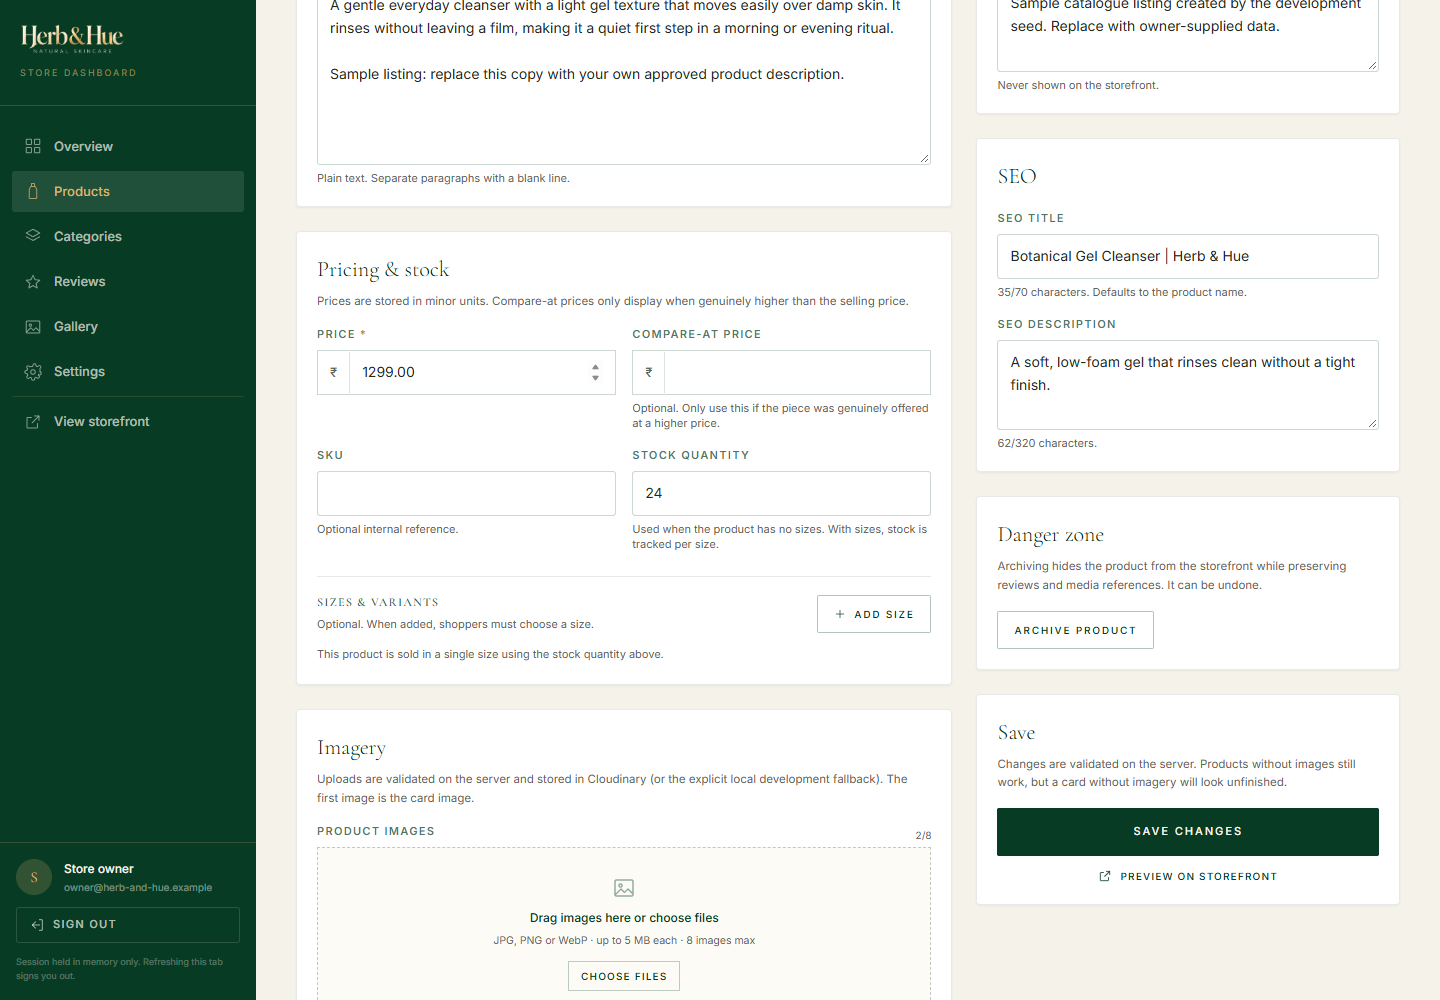 Herb&Hue
NATURAL SKINCARE
STORE DASHBOARD
Overview
Products
Categories
Reviews
Gallery
Settings
View storefront
S
Store owner
owner@herb-and-hue.example
SIGN OUT
Session held in memory only. Refreshing this tab
signs you out.
A gentle everyday cleanser with a light gel texture that moves easily over damp skin. It
rinses without leaving a film, making it a quiet first step in a morning or evening ritual.
Sample listing: replace this copy with your own approved product description.
Plain text. Separate paragraphs with a blank line.
Pricing & stock
Prices are stored in minor units. Compare-at prices only display when genuinely higher than the selling price.
PRICE *
₹ 1299.00
COMPARE-AT PRICE
₹
Optional. Only use this if the piece was genuinely offered
at a higher price.
SKU
Optional internal reference.
STOCK QUANTITY
24
Used when the product has no sizes. With sizes, stock is
tracked per size.
SIZES & VARIANTS
Optional. When added, shoppers must choose a size.
+ ADD SIZE
This product is sold in a single size using the stock quantity above.
Imagery
Uploads are validated on the server and stored in Cloudinary (or the explicit local development fallback). The
first image is the card image.
PRODUCT IMAGES
2/8
Drag images here or choose files
JPG, PNG or WebP · up to 5 MB each · 8 images max
CHOOSE FILES
Sample catalogue listing created by the development
seed. Replace with owner-supplied data.
Never shown on the storefront.
SEO
SEO TITLE
Botanical Gel Cleanser | Herb & Hue
35/70 characters. Defaults to the product name.
SEO DESCRIPTION
A soft, low-foam gel that rinses clean without a tight
finish.
62/320 characters.
Danger zone
Archiving hides the product from the storefront while preserving
reviews and media references. It can be undone.
ARCHIVE PRODUCT
Save
Changes are validated on the server. Products without images still
work, but a card without imagery will look unfinished.
SAVE CHANGES
PREVIEW ON STOREFRONT